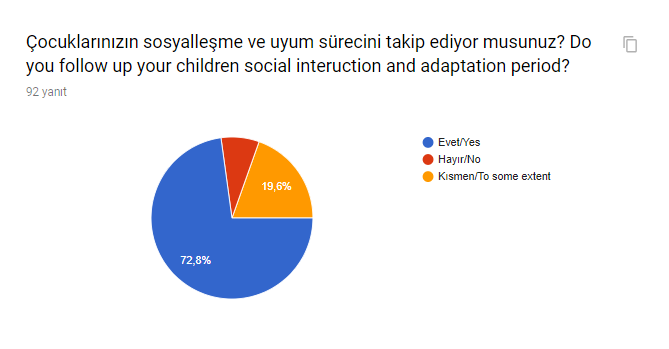 Çocuklarınızın sosyalleşme ve uyum sürecini takip ediyor musunuz? Do
you follow up your children social interuction and adaptation period?
92 yanıt
Evet/Yes
Hayır/No
Kısmen/To some extent
19,6%
72,8%